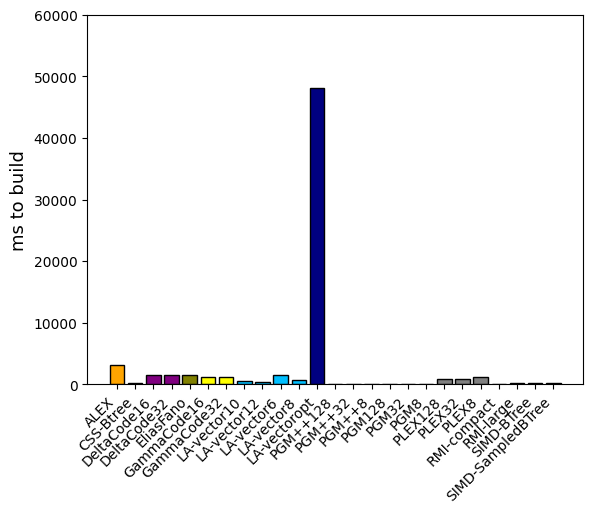 60000
50000
40000
30000
20000
10000
0
ms to build
ALEX
CSS-Btree
DeltaCode16
DeltaCode32
EliasFano
GammaCode16
GammaCode32
LA-vector10
LA-vector12
LA-vector6
LA-vector8
LA-vectoropt
PGM++128
PGM++32
PGM++8
PGM128
PGM32
PGM8
PLEX128
PLEX32
PLEX8
RMI-compact
RMI-large
SIMD-BTree
SIMD-SampledBTree